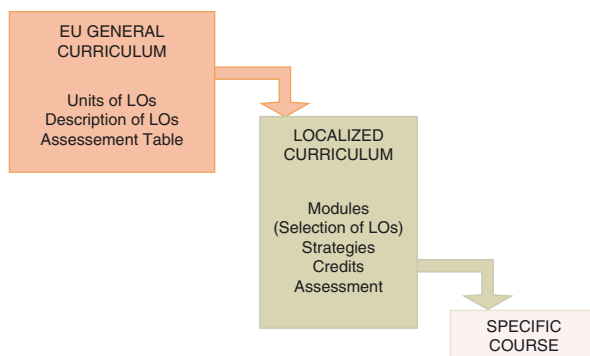 EU GENERAL
CURRICULUM
Units of LOs
Description of LOs
Assessement Table
LOCALIZED
CURRICULUM
Modules
(Selection of LOs)
Strategies
Credits
Assessment
SPECIFIC
COURSE